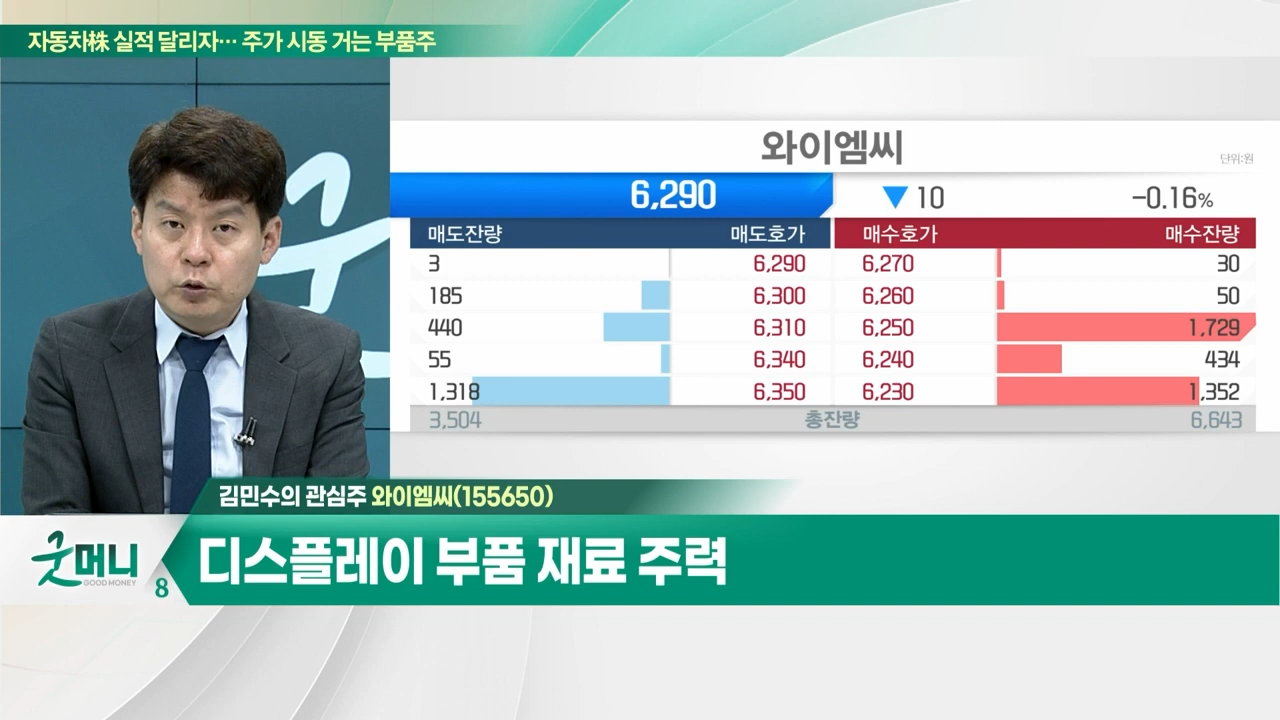 자동차株 실적 달리자… 주가 시동 거는 부품주
와이엠씨
단위:원
6,290 ▼10 -0.16%
매도잔량 매도호가 매수호가 매수잔량
3 6,290 6,270 30
185 6,300 6,260 50
440 6,310 6,250 1,729
55 6,340 6,240 434
1,318 6,350 6,230 1,352
3,504 총잔량 6,643
김민수의 관심주 와이엠씨(155650)
굿머니
GOOD MONEY
8
디스플레이 부품 재료 주력
굿